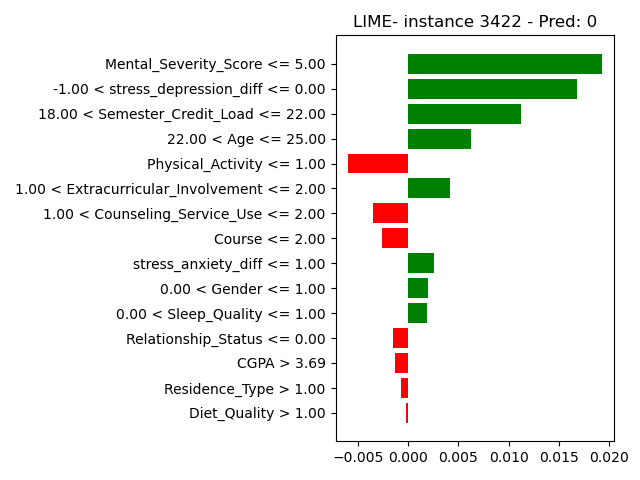 LIME- instance 3422 - Pred: 0
Mental_Severity_Score <= 5.00
-1.00 < stress_depression_diff <= 0.00
18.00 < Semester_Credit_Load <= 22.00
22.00 < Age <= 25.00
Physical_Activity <= 1.00
1.00 < Extracurricular_Involvement <= 2.00
1.00 < Counseling_Service_Use <= 2.00
Course <= 2.00
stress_anxiety_diff <= 1.00
0.00 < Gender <= 1.00
0.00 < Sleep_Quality <= 1.00
Relationship_Status <= 0.00
CGPA > 3.69
Residence_Type > 1.00
Diet_Quality > 1.00
−0.005 0.000 0.005 0.010 0.015 0.020